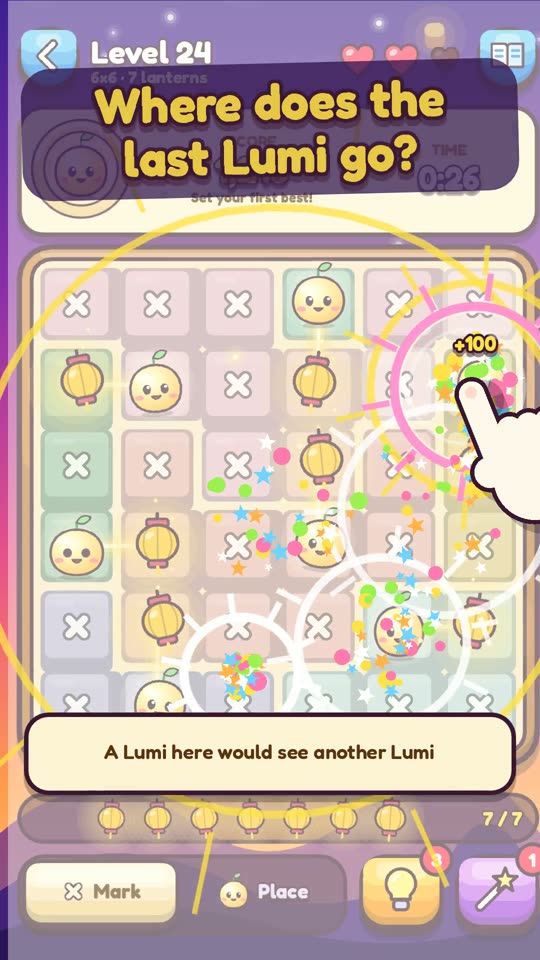 Level 24
6x6 · 7 lanterns
Where does the
last Lumi go?
TIME
0:26
Set your first best!
+100
A Lumi here would see another Lumi
7/7
3
1
Mark
Place